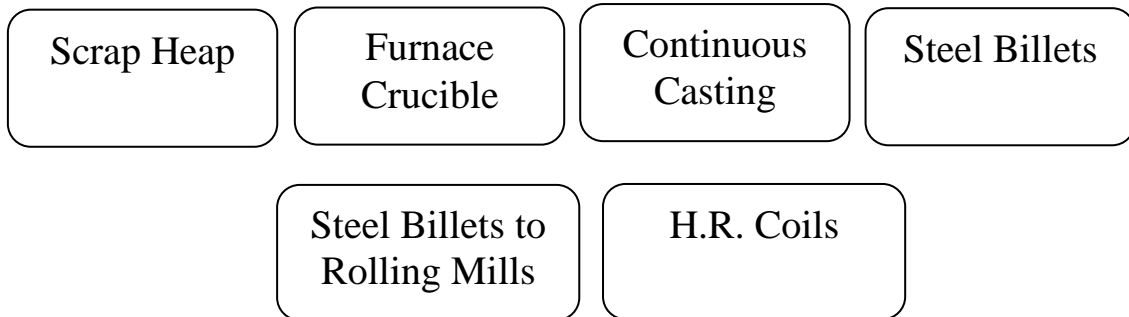 Scrap Heap
Furnace
Crucible
Continuous
Casting
Steel Billets
Steel Billets to
Rolling Mills
H.R. Coils